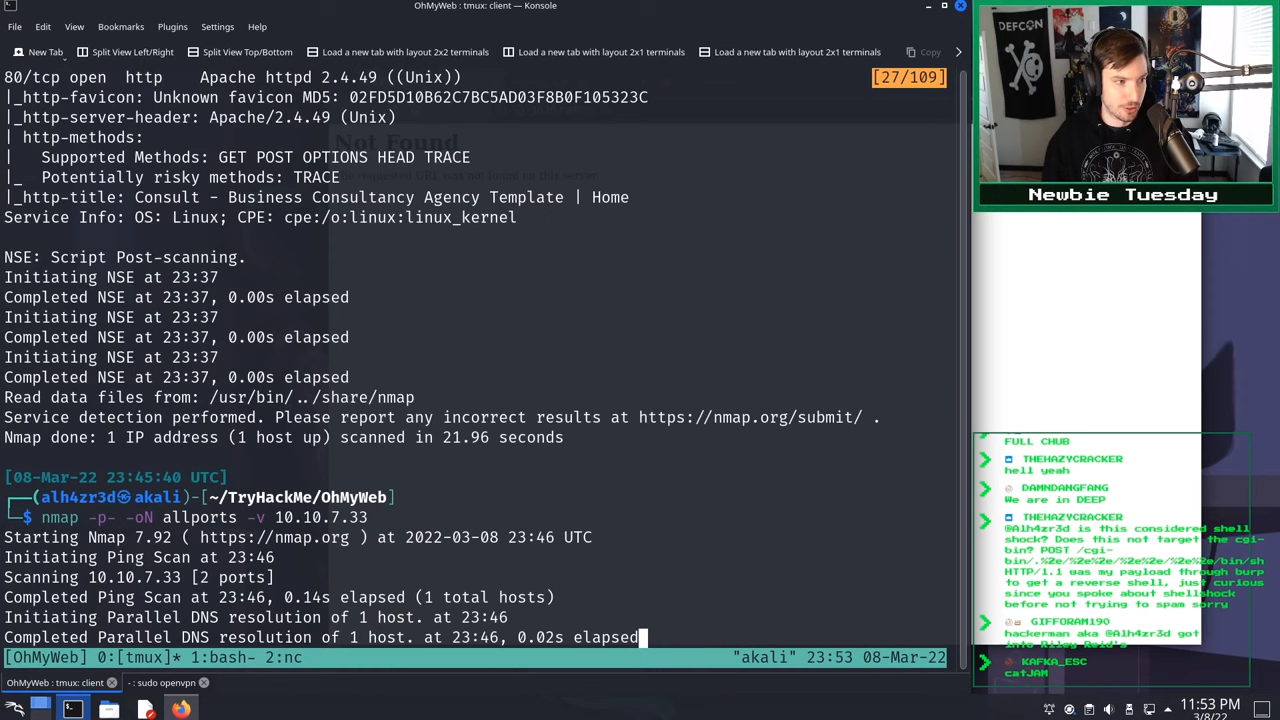 OhMyWeb : tmux: client — Konsole
File Edit View Bookmarks Plugins Settings Help
New Tab Split View Left/Right Split View Top/Bottom Load a new tab with layout 2x2 terminals Load a new tab with layout 2x1 terminals Load a new tab with layout 2x1 terminals Copy
80/tcp open http Apache httpd 2.4.49 ((Unix))
[27/109]
|_http-favicon: Unknown favicon MD5: 02FD5D10B62C7BC5AD03F8B0F105323C
|_http-server-header: Apache/2.4.49 (Unix)
| http-methods:
| Supported Methods: GET POST OPTIONS HEAD TRACE
|_ Potentially risky methods: TRACE
|_http-title: Consult - Business Consultancy Agency Template | Home
Service Info: OS: Linux; CPE: cpe:/o:linux:linux_kernel
NSE: Script Post-scanning.
Initiating NSE at 23:37
Completed NSE at 23:37, 0.00s elapsed
Initiating NSE at 23:37
Completed NSE at 23:37, 0.00s elapsed
Initiating NSE at 23:37
Completed NSE at 23:37, 0.00s elapsed
Read data files from: /usr/bin/../share/nmap
Service detection performed. Please report any incorrect results at https://nmap.org/submit/ .
Nmap done: 1 IP address (1 host up) scanned in 21.96 seconds
[08-Mar-22 23:45:40 UTC]
(alh4zr3d㉿akali)-[~/TryHackMe/OhMyWeb]
$ nmap -p- -oN allports -v 10.10.7.33
Starting Nmap 7.92 ( https://nmap.org ) at 2022-03-08 23:46 UTC
Initiating Ping Scan at 23:46
Scanning 10.10.7.33 [2 ports]
Completed Ping Scan at 23:46, 0.14s elapsed (1 total hosts)
Initiating Parallel DNS resolution of 1 host. at 23:46
Completed Parallel DNS resolution of 1 host. at 23:46, 0.02s elapsed
[OhMyWeb] 0:[tmux]* 1:bash- 2:nc "akali" 23:53 08-Mar-22
OhMyWeb : tmux: client
- : sudo openvpn
Not Found
DEFCON
Newbie Tuesday
FULL CHUB
THEHAZYCRACKER
hell yeah
DAMNDANGFANG
We are in DEEP
THEHAZYCRACKER
@Alh4zr3d is this considered shell
shock? Does this not target the cgi-
bin? POST /cgi-
bin/.%2e/%2e%2e/%2e%2e/%2e%2e/bin/sh
HTTP/1.1 was my payload through burp
to get a reverse shell, just curious
since you spoke about shellshock
before not trying to spam sorry
GIFFORAM190
hackerman aka @Alh4zr3d got
into Riley Reid's
KAFKA_ESC
catJAM
11:53 PM
3/8/22